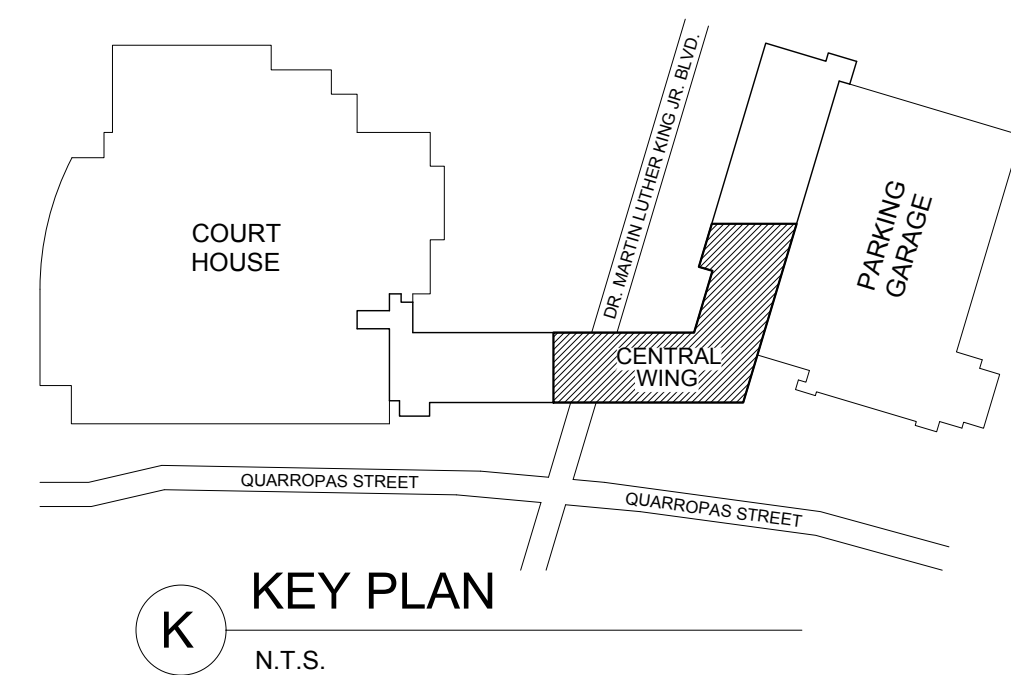 DR. MARTIN LUTHER KING JR. BLVD.
COURT
HOUSE
PARKING
GARAGE
CENTRAL
WING
QUARROPAS STREET
QUARROPAS STREET
K
KEY PLAN
N.T.S.